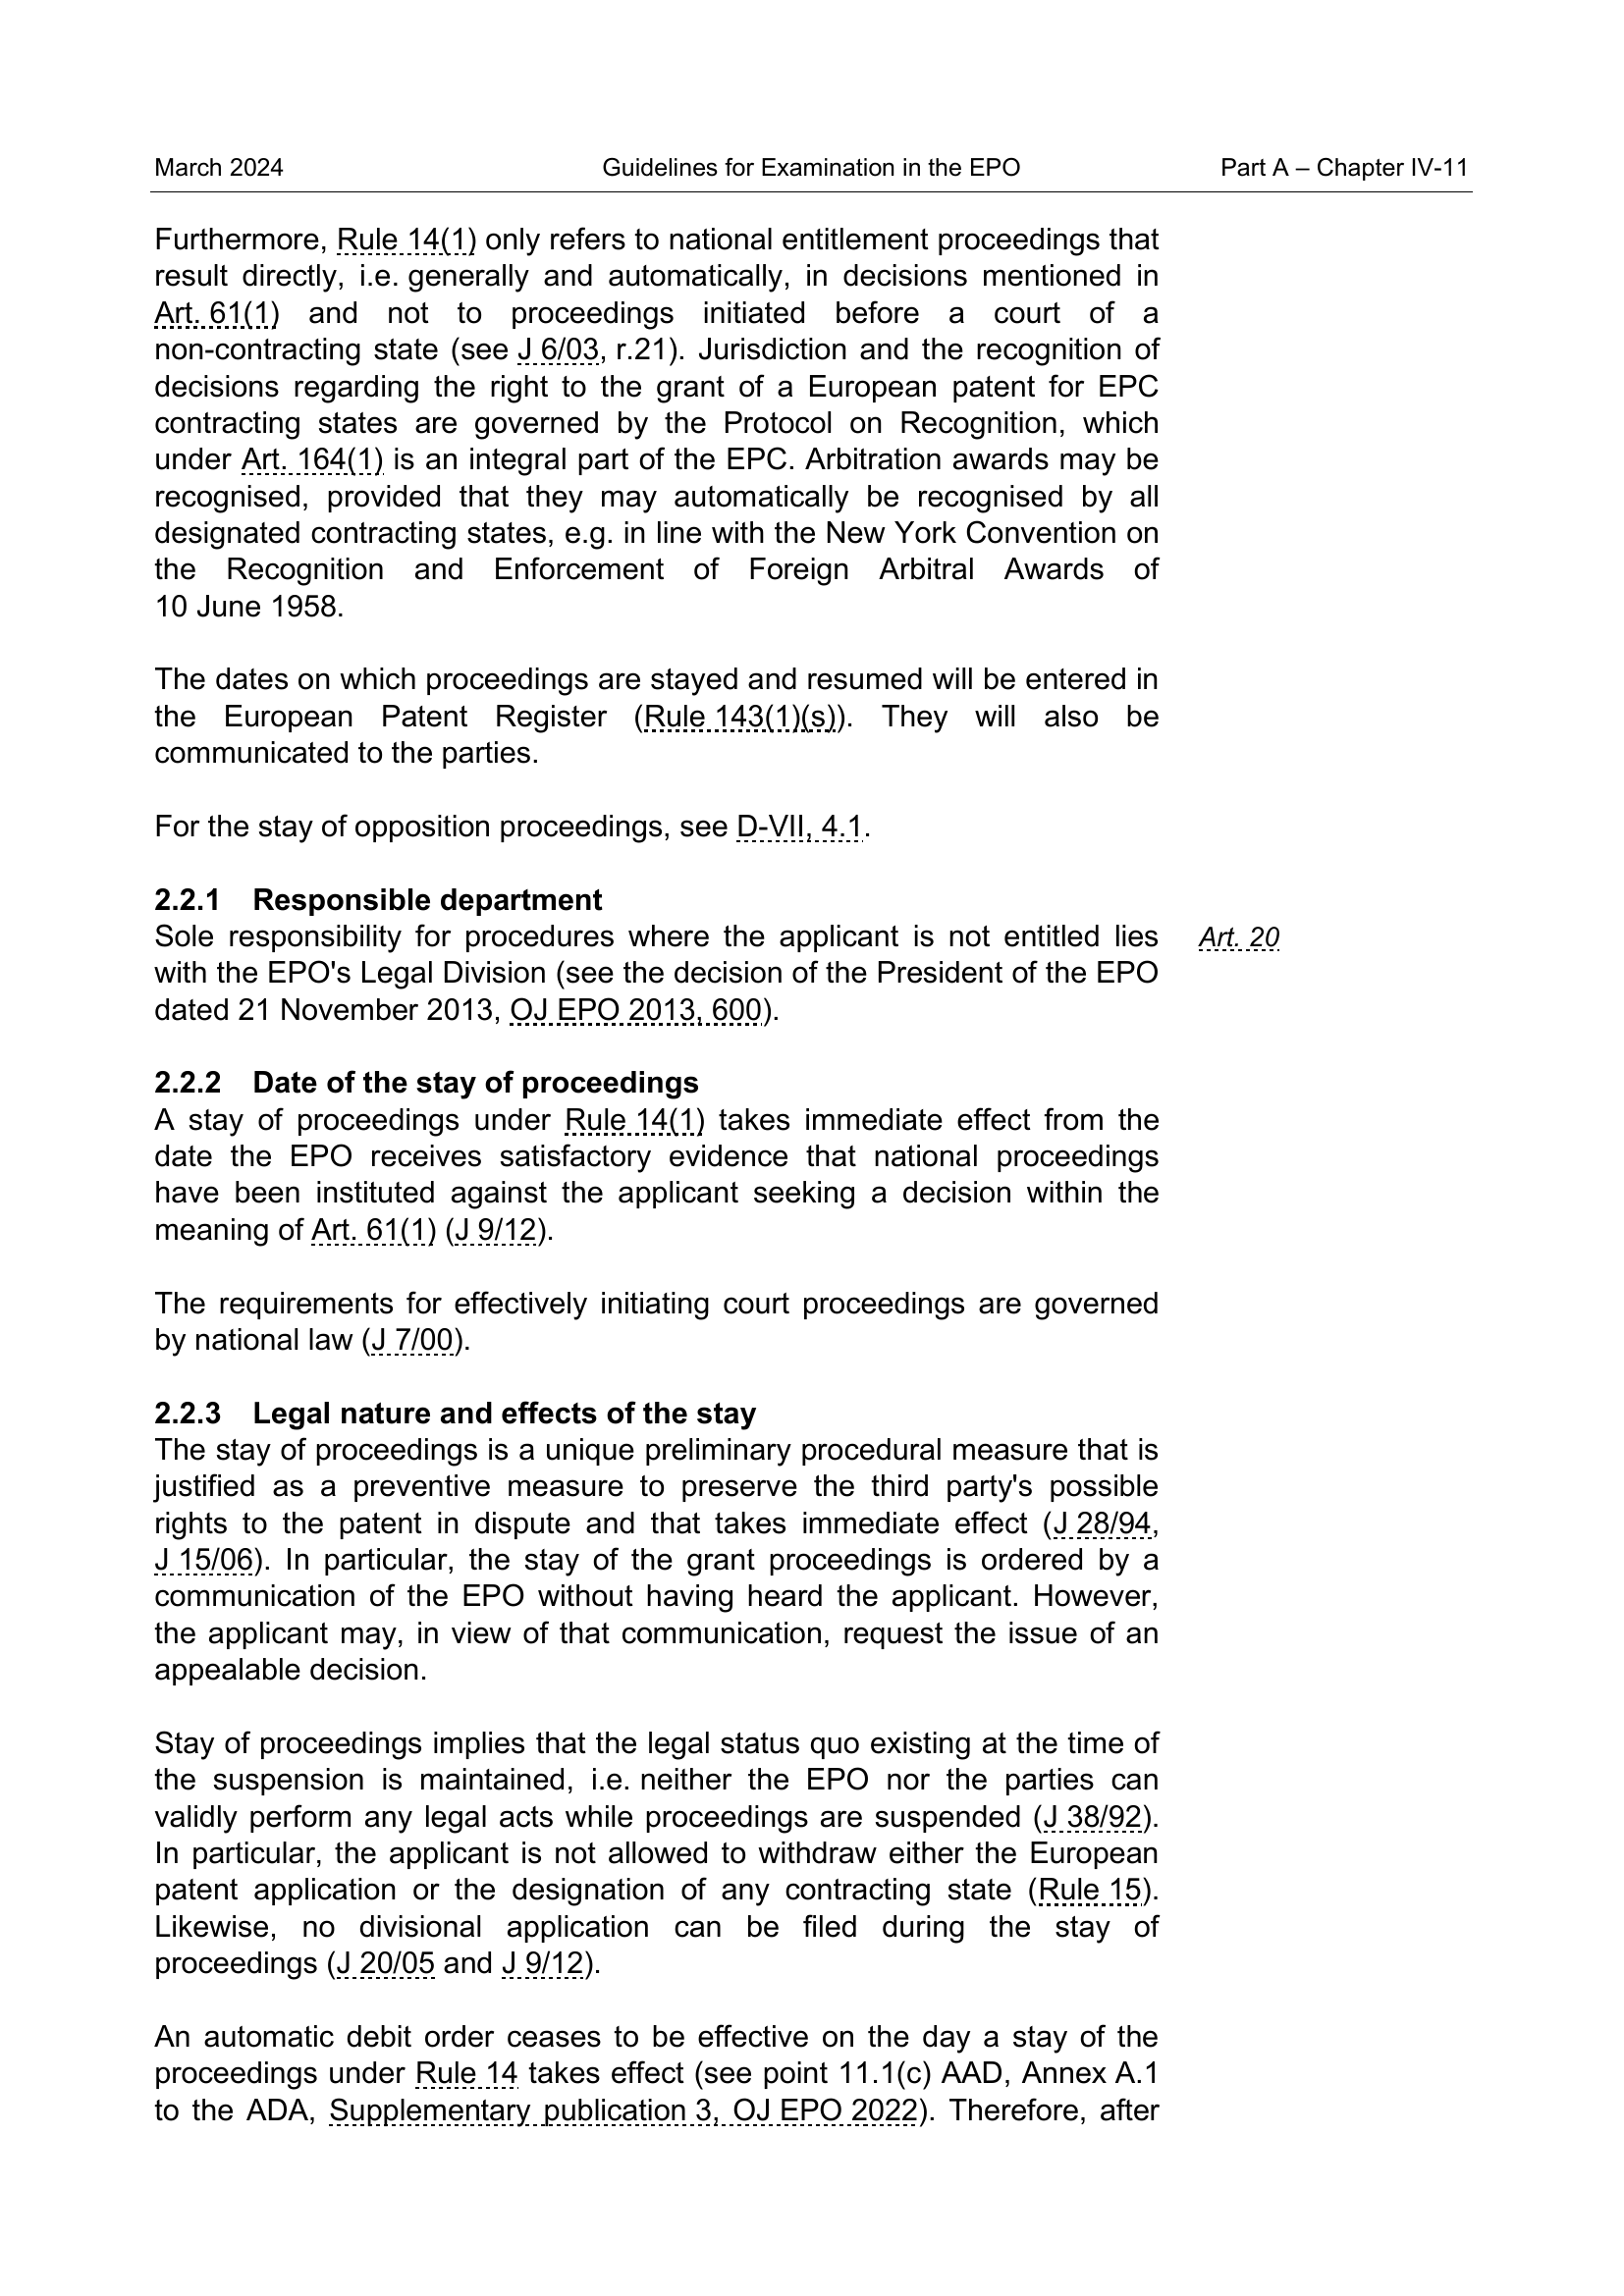 March 2024 Guidelines for Examination in the EPO Part A – Chapter IV-11
Furthermore, Rule 14(1) only refers to national entitlement proceedings that
result directly, i.e. generally and automatically, in decisions mentioned in
Art. 61(1) and not to proceedings initiated before a court of a
non-contracting state (see J 6/03, r.21). Jurisdiction and the recognition of
decisions regarding the right to the grant of a European patent for EPC
contracting states are governed by the Protocol on Recognition, which
under Art. 164(1) is an integral part of the EPC. Arbitration awards may be
recognised, provided that they may automatically be recognised by all
designated contracting states, e.g. in line with the New York Convention on
the Recognition and Enforcement of Foreign Arbitral Awards of
10 June 1958.
The dates on which proceedings are stayed and resumed will be entered in
the European Patent Register (Rule 143(1)(s)). They will also be
communicated to the parties.
For the stay of opposition proceedings, see D-VII, 4.1.
2.2.1 Responsible department
Sole responsibility for procedures where the applicant is not entitled lies Art. 20
with the EPO's Legal Division (see the decision of the President of the EPO
dated 21 November 2013, OJ EPO 2013, 600).
2.2.2 Date of the stay of proceedings
A stay of proceedings under Rule 14(1) takes immediate effect from the
date the EPO receives satisfactory evidence that national proceedings
have been instituted against the applicant seeking a decision within the
meaning of Art. 61(1) (J 9/12).
The requirements for effectively initiating court proceedings are governed
by national law (J 7/00).
2.2.3 Legal nature and effects of the stay
The stay of proceedings is a unique preliminary procedural measure that is
justified as a preventive measure to preserve the third party's possible
rights to the patent in dispute and that takes immediate effect (J 28/94,
J 15/06). In particular, the stay of the grant proceedings is ordered by a
communication of the EPO without having heard the applicant. However,
the applicant may, in view of that communication, request the issue of an
appealable decision.
Stay of proceedings implies that the legal status quo existing at the time of
the suspension is maintained, i.e. neither the EPO nor the parties can
validly perform any legal acts while proceedings are suspended (J 38/92).
In particular, the applicant is not allowed to withdraw either the European
patent application or the designation of any contracting state (Rule 15).
Likewise, no divisional application can be filed during the stay of
proceedings (J 20/05 and J 9/12).
An automatic debit order ceases to be effective on the day a stay of the
proceedings under Rule 14 takes effect (see point 11.1(c) AAD, Annex A.1
to the ADA, Supplementary publication 3, OJ EPO 2022). Therefore, after